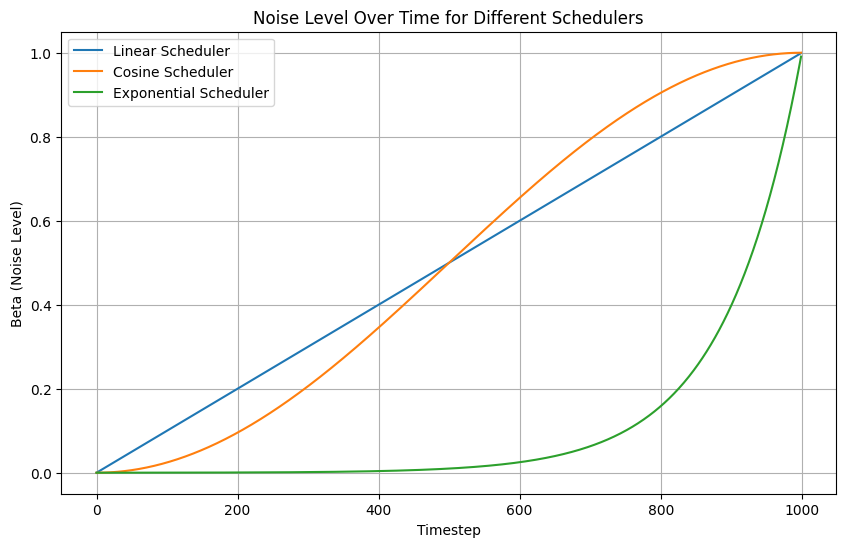 Noise Level Over Time for Different Schedulers
Linear Scheduler
Cosine Scheduler
Exponential Scheduler
Beta (Noise Level)
1.0
0.8
0.6
0.4
0.2
0.0
0 200 400 600 800 1000
Timestep